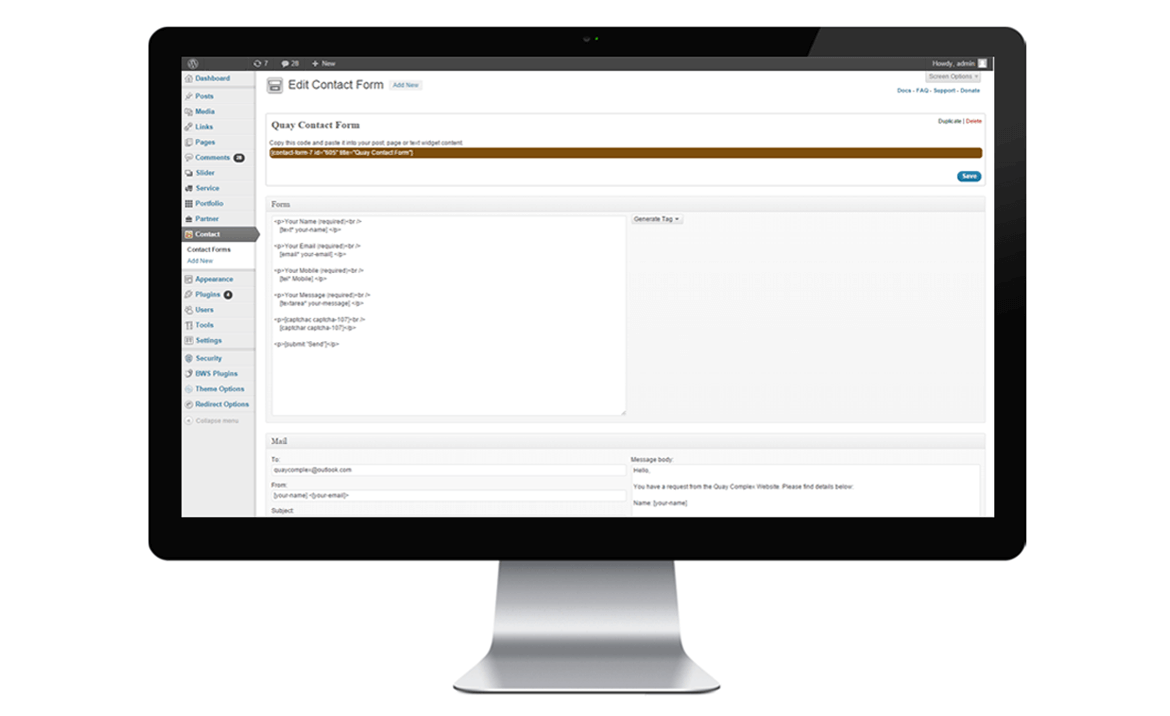 7 28 + New Howdy, admin
Screen Options
Docs - FAQ - Support - Donate
Dashboard
Posts
Media
Links
Pages
Comments 28
Slider
Service
Portfolio
Partner
Contact
Contact Forms
Add New
Appearance
Plugins 4
Users
Tools
Settings
Security
BWS Plugins
Theme Options
Redirect Options
Collapse menu
Edit Contact Form Add New
Quay Contact Form Duplicate | Delete
Copy this code and paste it into your post, page or text widget content.
[contact-form-7 id="605" title="Quay Contact Form"]
Save
Form
<p>Your Name (required)<br />
[text* your-name] </p>
<p>Your Email (required)<br />
[email* your-email] </p>
<p>Your Mobile (required)<br />
[tel* Mobile] </p>
<p>Your Message (required)<br />
[textarea* your-message] </p>
<p>[captchac captcha-107]<br />
[captchar captcha-107]</p>
<p>[submit "Send"]</p>
Generate Tag
Mail
To:
quaycomplex@outlook.com
From:
[your-name] <[your-email]>
Subject:
Message body:
Hello,
You have a request from the Quay Complex Website. Please find details below:
Name: [your-name]